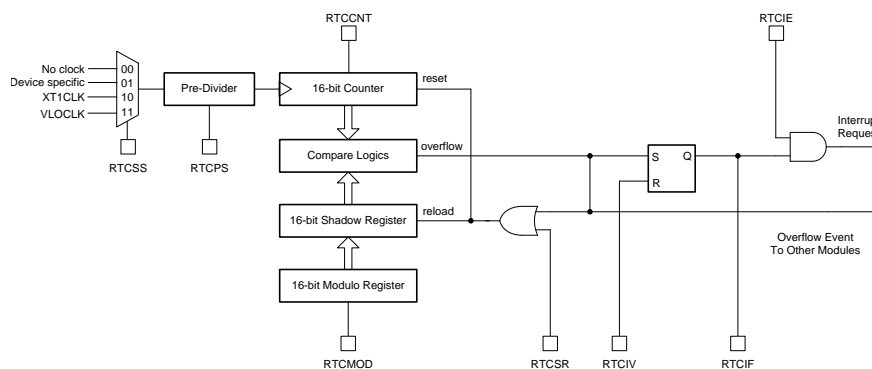 RTCCNT
RTCIE
No clock
00
Device specific
01
XT1CLK
10
VLOCLK
11
Pre-Divider
16-bit Counter
reset
Compare Logics
overflow
S
Q
R
Interrup
Reques
RTCSS
RTCPS
16-bit Shadow Register
reload
Overflow Event
To Other Modules
16-bit Modulo Register
RTCMOD
RTCSR
RTCIV
RTCIF